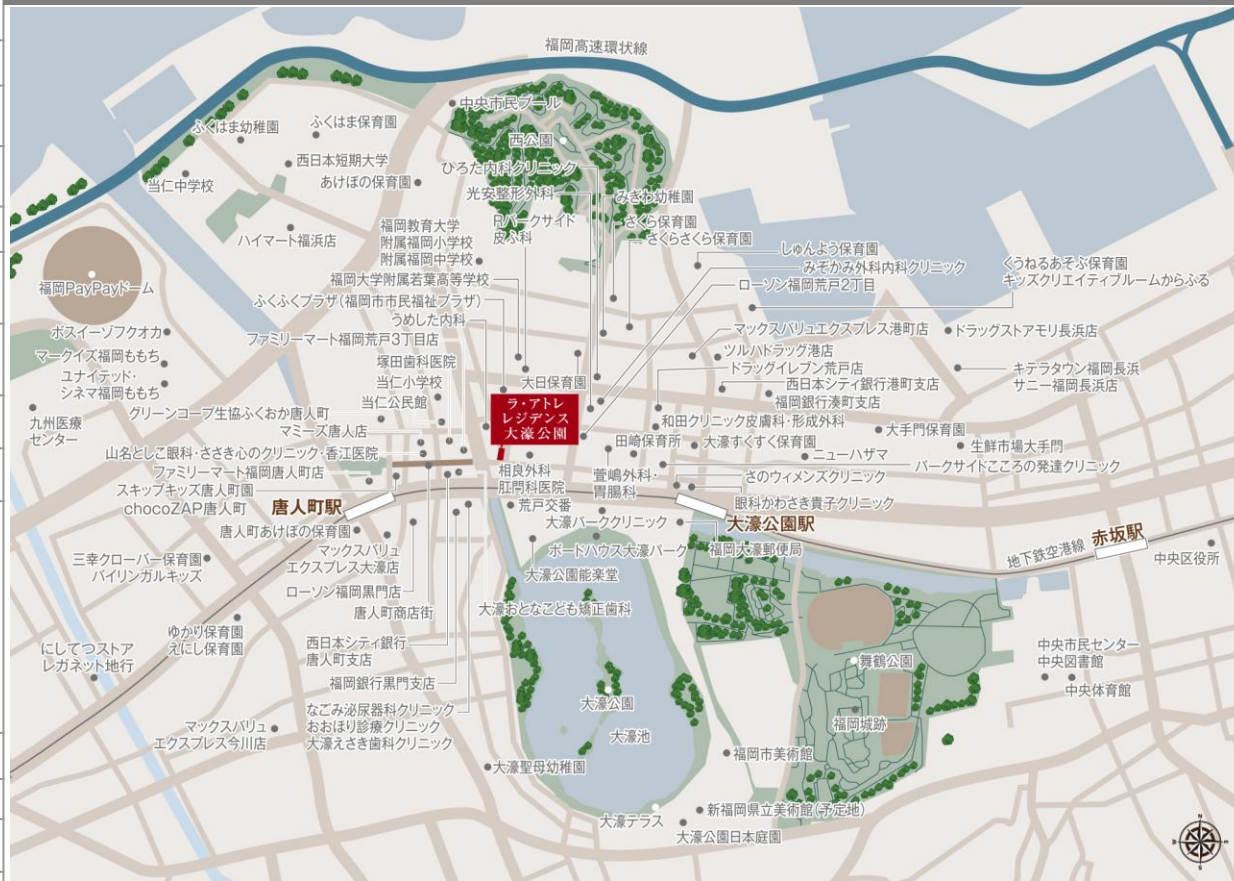 福岡高速環状線
中央市民プール
ふくはま保育園
ふくはま幼稚園
西公園
西日本短期大学
ひろた内科クリニック
当仁中学校
あけぼの保育園
光安整形外科
みぎわ幼稚園
福岡教育大学
附属福岡小学校
附属福岡中学校
Rパークサイド
皮ふ科
さくら保育園
さくらさくら保育園
ハイマート福浜店
しゅんよう保育園
みぞかみ外科内科クリニック
くうねるあそぶ保育園
キッズクリエイティブルームからふる
福岡大学附属若葉高等学校
ローソン福岡荒戸2丁目
福岡PayPayドーム
ふくふくプラザ(福岡市市民福祉プラザ)
うめした内科
ボスイーゾフクオカ
ファミリーマート福岡荒戸3丁目店
マックスバリュエクスプレス港町店
ドラッグストアモリ長浜店
マークイズ福岡ももち
ツルハドラッグ港店
塚田歯科医院
ドラッグイレブン荒戸店
ユナイテッド・
シネマ福岡ももち
当仁小学校
大日保育園
西日本シティ銀行港町支店
キテラタウン福岡長浜
サニー福岡長浜店
当仁公民館
福岡銀行湊町支店
ラ・アトレ
レジデンス
大濠公園
九州医療
センター
グリーンコープ生協ふくおか唐人町
和田クリニック皮膚科・形成外科
マミーズ唐人店
大手門保育園
田崎保育所
大濠すくすく保育園
生鮮市場大手門
山名としこ眼科・ささき心のクリニック・香江医院
ニューハザマ
パークサイドこころの発達クリニック
ファミリーマート福岡唐人町店
相良外科
肛門科医院
萱嶋外科・
胃腸科
さのウィメンズクリニック
スキップキッズ唐人町園
chocoZAP唐人町
唐人町駅
荒戸交番
眼科かわさき貴子クリニック
大濠パーククリニック
大濠公園駅
唐人町あけぼの保育園
赤坂駅
マックスバリュ
エクスプレス大濠店
ボートハウス大濠パーク
福岡大濠郵便局
地下鉄空港線
中央区役所
三幸クローバー保育園
バイリンガルキッズ
大濠公園能楽堂
ローソン福岡黒門店
唐人町商店街
大濠おとなこども矯正歯科
ゆかり保育園
えにし保育園
西日本シティ銀行
唐人町支店
にしてつストア
レガネット地行
中央市民センター
中央図書館
舞鶴公園
福岡銀行黒門支店
中央体育館
大濠公園
なごみ泌尿器科クリニック
おおほり診療クリニック
大濠えさき歯科クリニック
福岡城跡
マックスバリュ
エクスプレス今川店
大濠池
福岡市美術館
大濠聖母幼稚園
新福岡県立美術館(予定地)
大濠テラス
大濠公園日本庭園
N
E
S
W